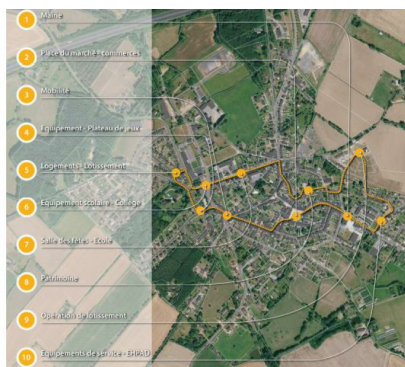 1 Mairie
2 Place du marché - commerces
3 Mobilité
4 Equipement - Plateau de jeux
5 Logements - Lotissement
6 Equipement scolaire - Collège
7 Salle des fêtes - Ecole
8 Patrimoine
9 Opération de lotissement
10 Equipements de service - EHPAD